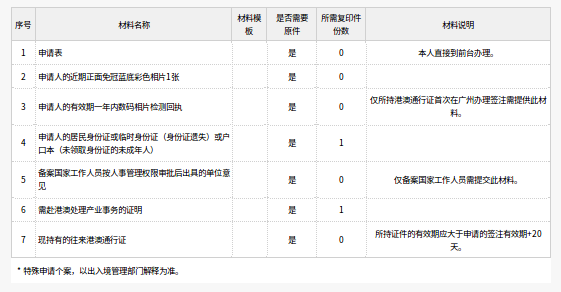 序号 材料名称 材料模板 是否需要原件 所需复印件份数 材料说明
1 申请表 是 0 本人直接到前台办理。
2 申请人的近期正面免冠蓝底彩色相片1张 是 0
3 申请人的有效期一年内数码相片检测回执 是 0 仅所持港澳通行证首次在广州办理签注需提供此材料。
4 申请人的居民身份证或临时身份证（身份证遗失）或户口本（未领取身份证的未成年人） 是 1
5 备案国家工作人员按人事管理权限审批后出具的单位意见 是 0 仅备案国家工作人员需提交此材料。
6 需赴港澳处理产业事务的证明 是 1
7 现持有的往来港澳通行证 是 0 所持证件的有效期应大于申请的签注有效期+20天。
* 特殊申请个案，以出入境管理部门解释为准。